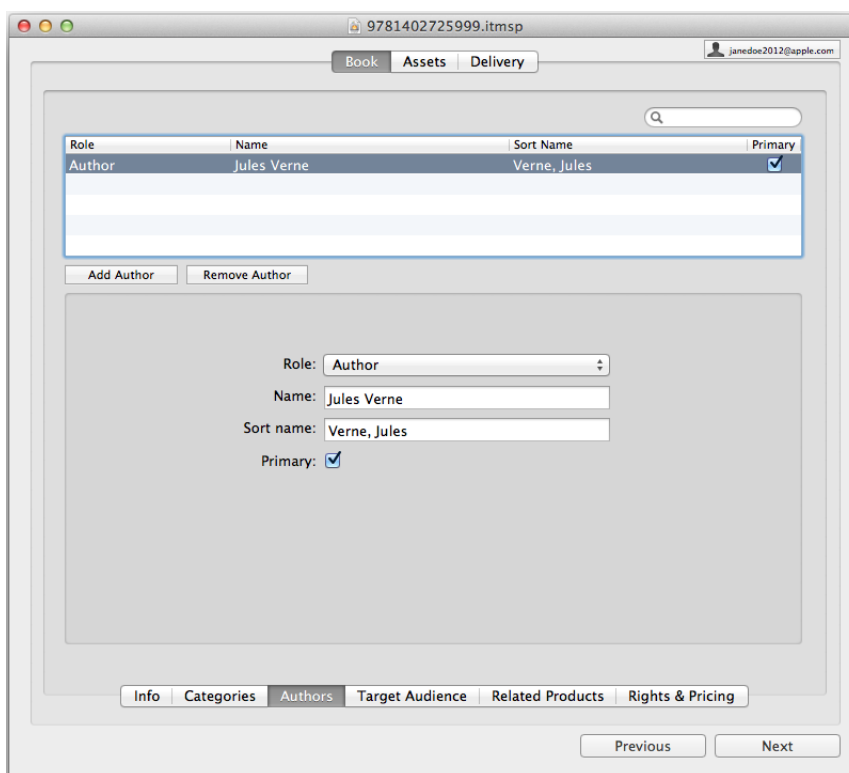 9781402725999.itmsp
janedoe2012@apple.com
Book Assets Delivery
Role Name Sort Name Primary
Author Jules Verne Verne, Jules
Add Author Remove Author
Role: Author
Name: Jules Verne
Sort name: Verne, Jules
Primary:
Info Categories Authors Target Audience Related Products Rights & Pricing
Previous Next